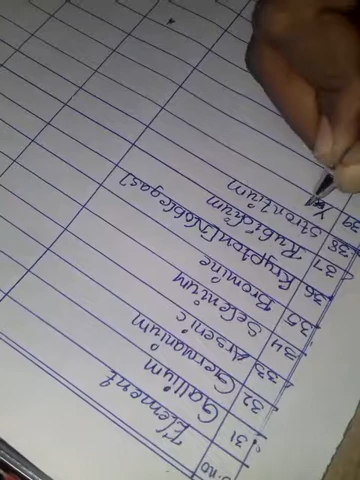 S.no Element
31 Gallium
32 Germanium
33 Arsenic
34 Selenium
35 Bromine
36 Krypton [Noble gas]
37 Rubidium
38 Strontium
39 Y